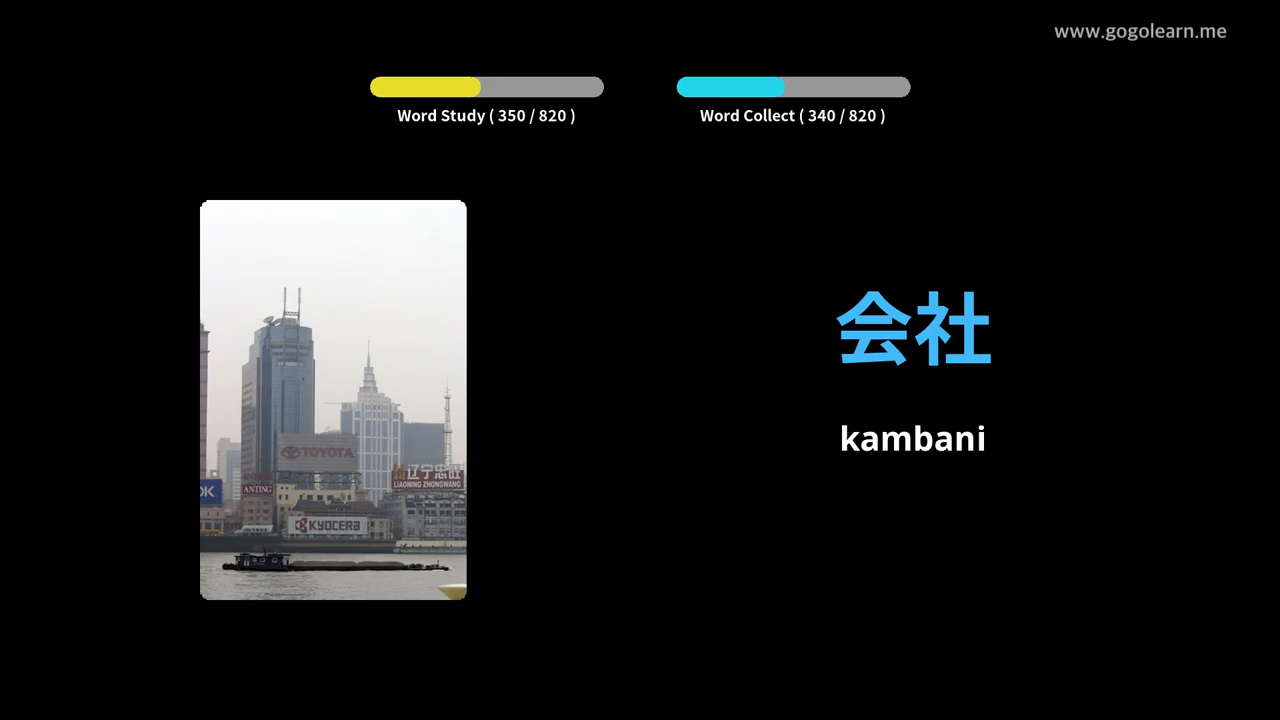 www.gogolearn.me
Word Study ( 350 / 820 )
Word Collect ( 340 / 820 )
会社
kambani
TOYOTA
辽宁忠旺
LIAONING ZHONGWANG
OK
ANTING
KYOCERA